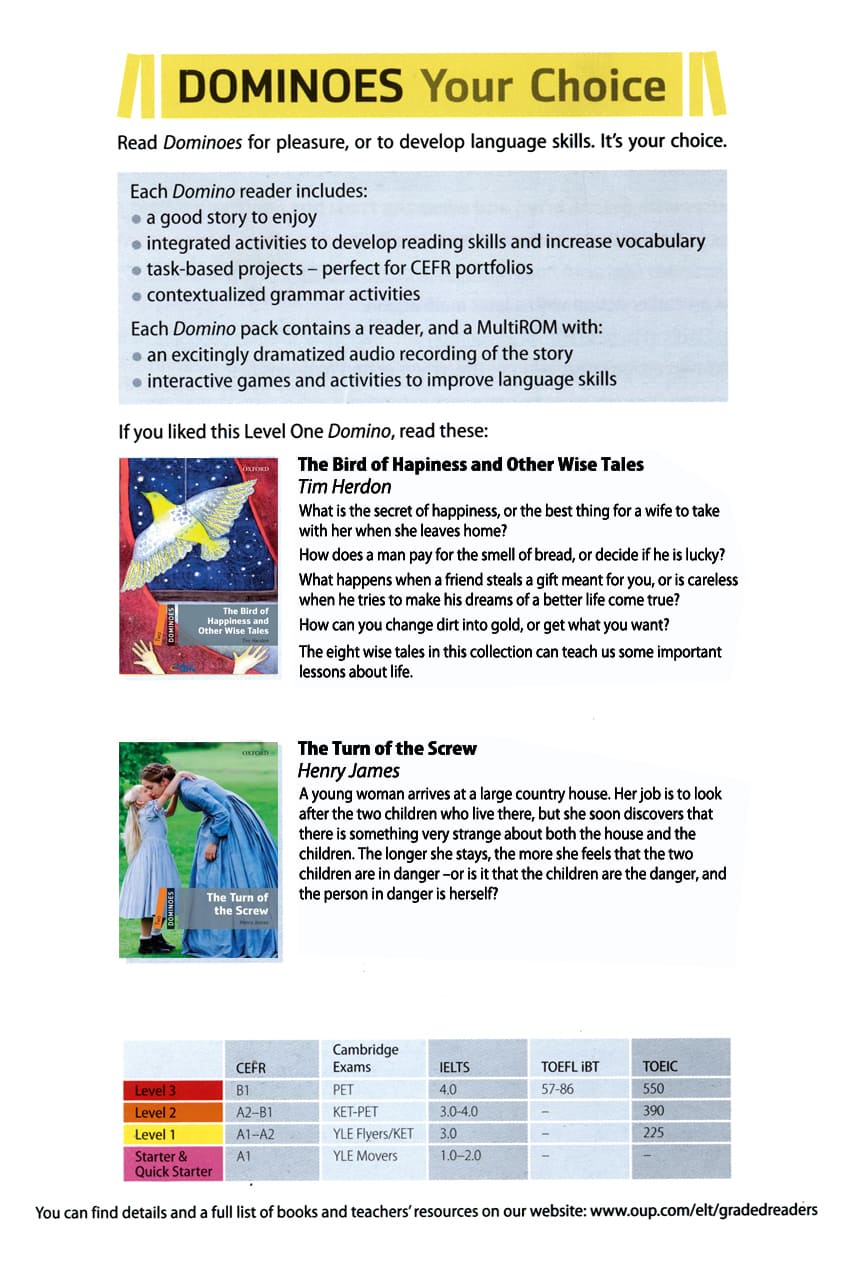 DOMINOES Your Choice
Read Dominoes for pleasure, or to develop language skills. It's your choice.
Each Domino reader includes:
• a good story to enjoy
• integrated activities to develop reading skills and increase vocabulary
• task-based projects – perfect for CEFR portfolios
• contextualized grammar activities
Each Domino pack contains a reader, and a MultiROM with:
• an excitingly dramatized audio recording of the story
• interactive games and activities to improve language skills
If you liked this Level One Domino, read these:
OXFORD
The Bird of
Happiness and
Other Wise Tales
Tim Herdon
Two
DOMINOES
The Bird of Hapiness and Other Wise Tales
Tim Herdon
What is the secret of happiness, or the best thing for a wife to take
with her when she leaves home?
How does a man pay for the smell of bread, or decide if he is lucky?
What happens when a friend steals a gift meant for you, or is careless
when he tries to make his dreams of a better life come true?
How can you change dirt into gold, or get what you want?
The eight wise tales in this collection can teach us some important
lessons about life.
OXFORD
The Turn of
the Screw
Henry James
Two
DOMINOES
The Turn of the Screw
Henry James
A young woman arrives at a large country house. Her job is to look
after the two children who live there, but she soon discovers that
there is something very strange about both the house and the
children. The longer she stays, the more she feels that the two
children are in danger –or is it that the children are the danger, and
the person in danger is herself?
CEFR Cambridge Exams IELTS TOEFL iBT TOEIC
Level 3 B1 PET 4.0 57-86 550
Level 2 A2–B1 KET-PET 3.0-4.0 – 390
Level 1 A1–A2 YLE Flyers/KET 3.0 – 225
Starter & Quick Starter A1 YLE Movers 1.0–2.0 – –
You can find details and a full list of books and teachers' resources on our website: www.oup.com/elt/gradedreaders